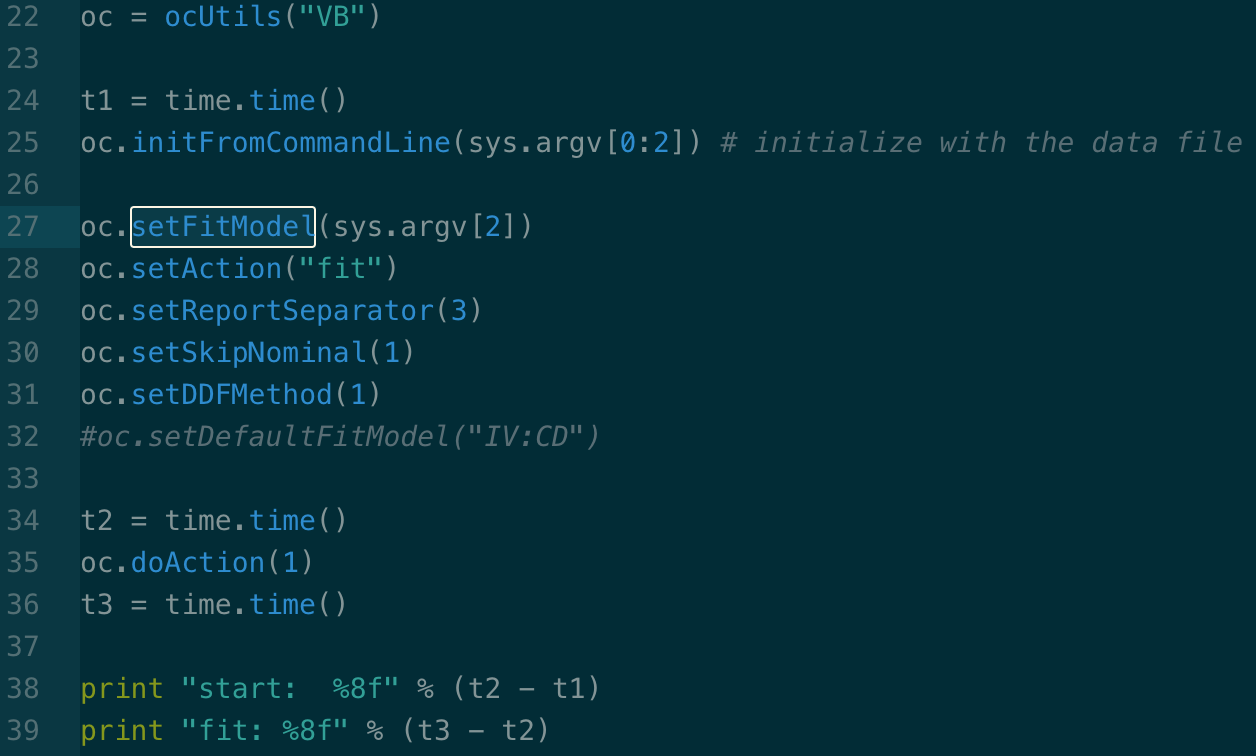 22 oc = ocUtils("VB")
23
24 t1 = time.time()
25 oc.initFromCommandLine(sys.argv[0:2]) # initialize with the data file
26
27 oc.setFitModel(sys.argv[2])
28 oc.setAction("fit")
29 oc.setReportSeparator(3)
30 oc.setSkipNominal(1)
31 oc.setDDFMethod(1)
32 #oc.setDefaultFitModel("IV:CD")
33
34 t2 = time.time()
35 oc.doAction(1)
36 t3 = time.time()
37
38 print "start:  %8f" % (t2 - t1)
39 print "fit: %8f" % (t3 - t2)